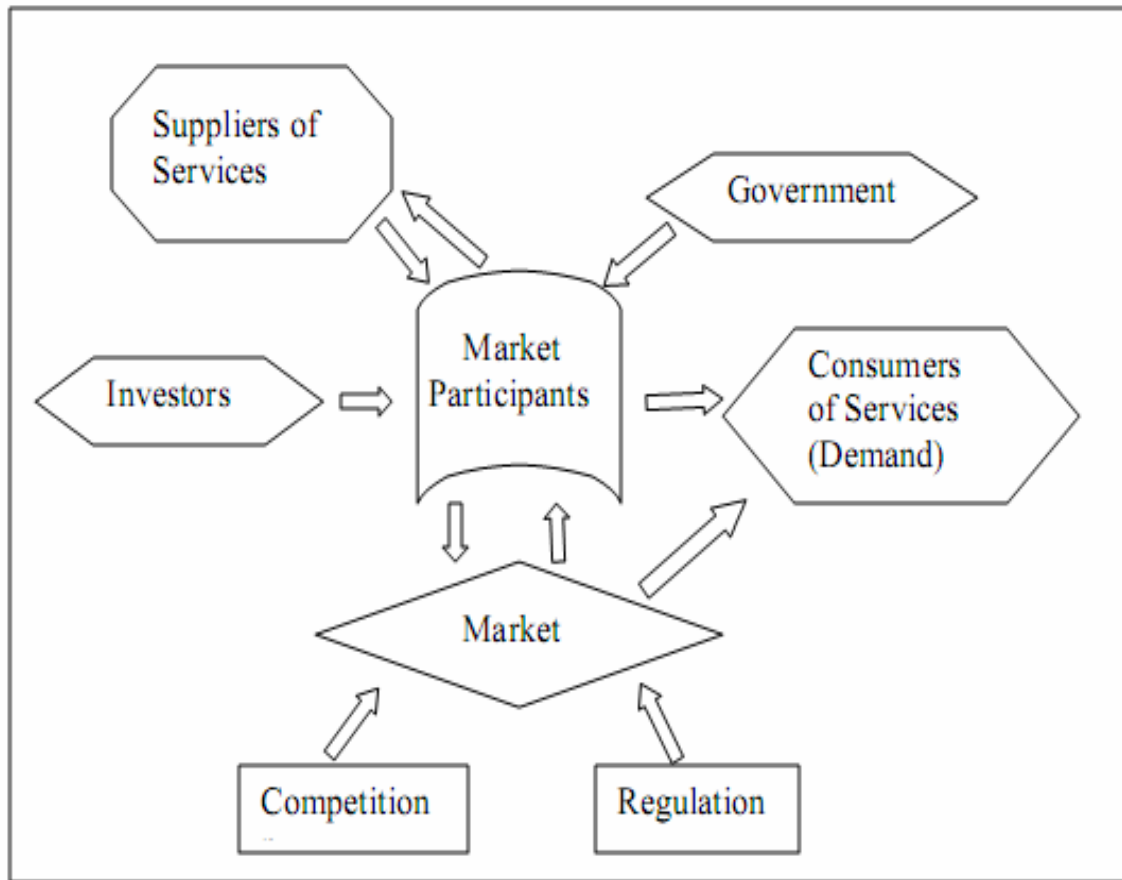 Suppliers of
Services
Government
Investors
Market
Participants
Consumers
of Services
(Demand)
Market
Competition
Regulation